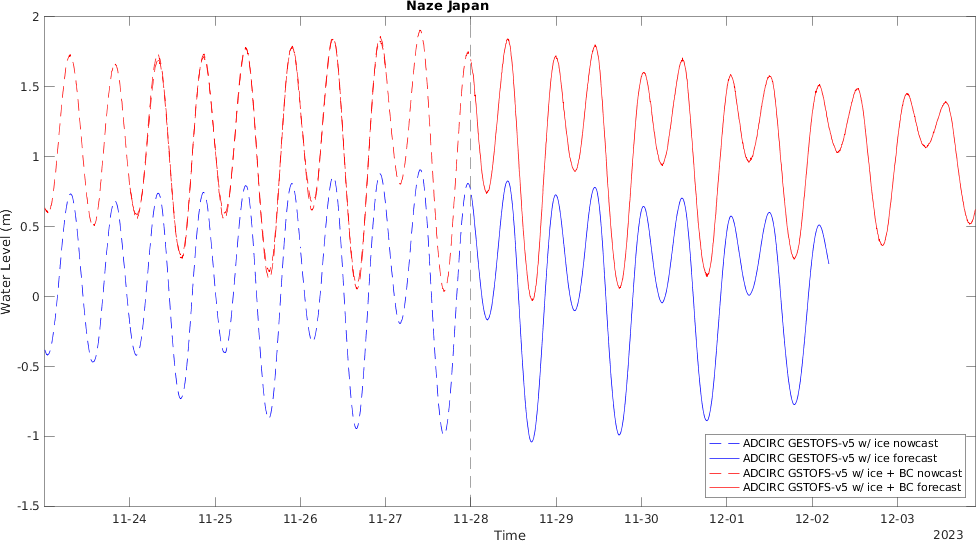 Naze Japan
2
1.5
1
0.5
0
-0.5
-1
-1.5
Water Level (m)
ADCIRC GESTOFS-v5 w/ ice nowcast
ADCIRC GESTOFS-v5 w/ ice forecast
ADCIRC GSTOFS-v5 w/ ice + BC nowcast
ADCIRC GSTOFS-v5 w/ ice + BC forecast
11-24 11-25 11-26 11-27 11-28 11-29 11-30 12-01 12-02 12-03
Time
2023